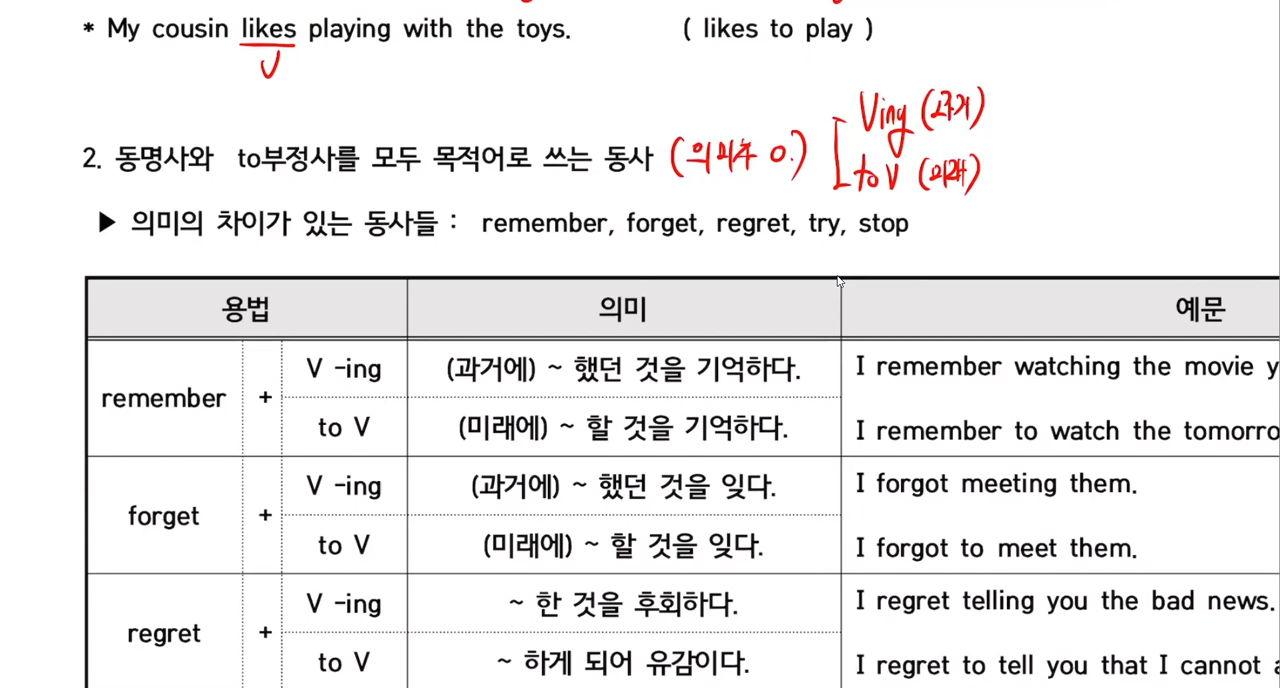 * My cousin likes playing with the toys. ( likes to play )
V
Ving (과거)
2. 동명사와 to부정사를 모두 목적어로 쓰는 동사 (의미차 O.)
to V (미래)
▶ 의미의 차이가 있는 동사들 : remember, forget, regret, try, stop
용법 의미 예문
remember + V -ing (과거에) ~ 했던 것을 기억하다. I remember watching the movie y
to V (미래에) ~ 할 것을 기억하다. I remember to watch the tomorro
forget + V -ing (과거에) ~ 했던 것을 잊다. I forgot meeting them.
to V (미래에) ~ 할 것을 잊다. I forgot to meet them.
regret + V -ing ~ 한 것을 후회하다. I regret telling you the bad news.
to V ~ 하게 되어 유감이다. I regret to tell you that I cannot a